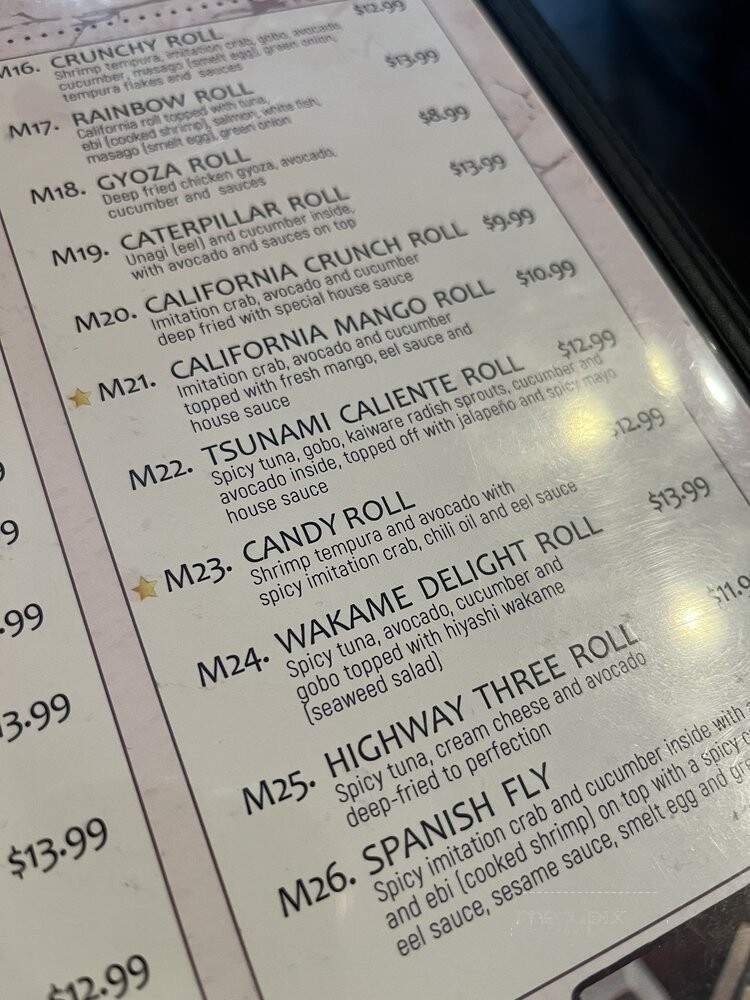 M16. CRUNCHY ROLL $12.99
Shrimp tempura, imitation crab, gobo, avocado
cucumber, masago (smelt egg), green onion,
tempura flakes and sauces
M17. RAINBOW ROLL $13.99
California roll topped with tuna,
ebi (cooked shrimp), salmon, white fish,
masago (smelt egg), green onion
M18. GYOZA ROLL $8.99
Deep fried chicken gyoza, avocado,
cucumber and sauces
M19. CATERPILLAR ROLL $13.99
Unagi (eel) and cucumber inside,
with avocado and sauces on top
M20. CALIFORNIA CRUNCH ROLL $9.99
Imitation crab, avocado and cucumber
deep fried with special house sauce
M21. CALIFORNIA MANGO ROLL $10.99
Imitation crab, avocado and cucumber
topped with fresh mango, eel sauce and
house sauce
M22. TSUNAMI CALIENTE ROLL $12.99
Spicy tuna, gobo, kaiware radish sprouts, cucumber and
avocado inside, topped off with jalapeño and spicy mayo
house sauce
M23. CANDY ROLL 12.99
Shrimp tempura and avocado with
spicy imitation crab, chili oil and eel sauce
M24. WAKAME DELIGHT ROLL $13.99
Spicy tuna, avocado, cucumber and
gobo topped with hiyashi wakame
(seaweed salad)
M25. HIGHWAY THREE ROLL $11.9
Spicy tuna, cream cheese and avocado
deep-fried to perfection
M26. SPANISH FLY
Spicy imitation crab and cucumber inside with
and ebi (cooked shrimp) on top with a spicy
eel sauce, sesame sauce, smelt egg and
9
.99
13.99
$13.99
$12.99